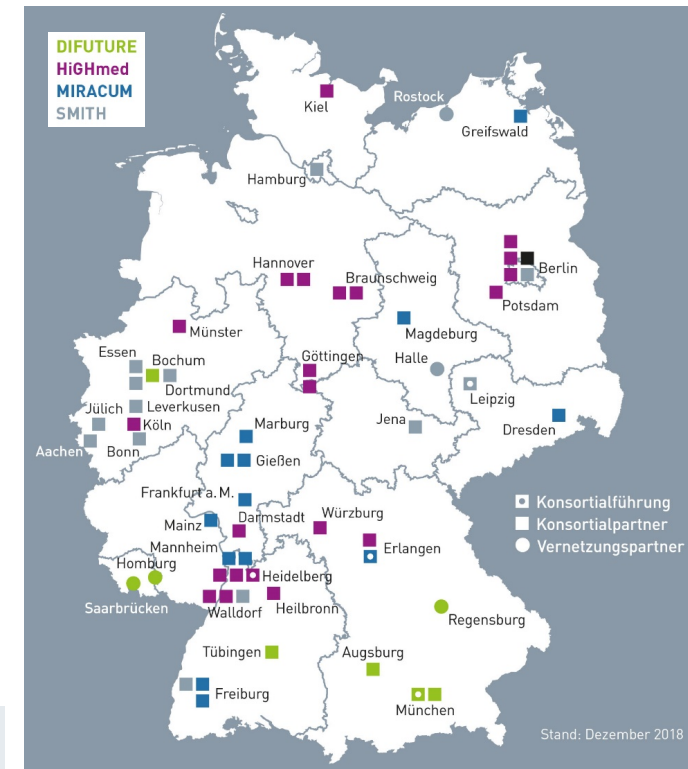 DIFUTURE
HiGHmed
MIRACUM
SMITH
Kiel
Rostock
Greifswald
Hamburg
Hannover
Braunschweig
Berlin
Potsdam
Münster
Magdeburg
Essen
Bochum
Göttingen
Halle
Dortmund
Leipzig
Jülich
Leverkusen
Köln
Marburg
Jena
Dresden
Aachen
Bonn
Gießen
Frankfurt a. M.
Konsortialführung
Mainz
Darmstadt
Würzburg
Konsortialpartner
Mannheim
Erlangen
Vernetzungspartner
Homburg
Heidelberg
Saarbrücken
Walldorf
Heilbronn
Regensburg
Tübingen
Augsburg
Freiburg
München
Stand: Dezember 2018